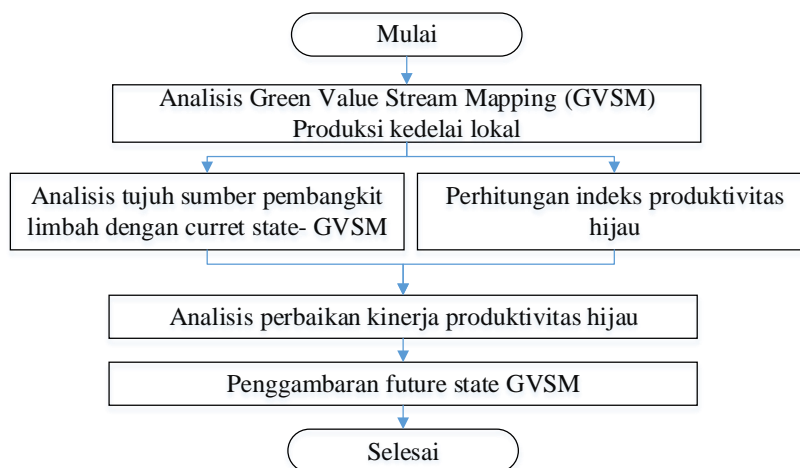 Mulai
Analisis Green Value Stream Mapping (GVSM)
Produksi kedelai lokal
Analisis tujuh sumber pembangkit
limbah dengan curret state- GVSM
Perhitungan indeks produktivitas
hijau
Analisis perbaikan kinerja produktivitas hijau
Penggambaran future state GVSM
Selesai